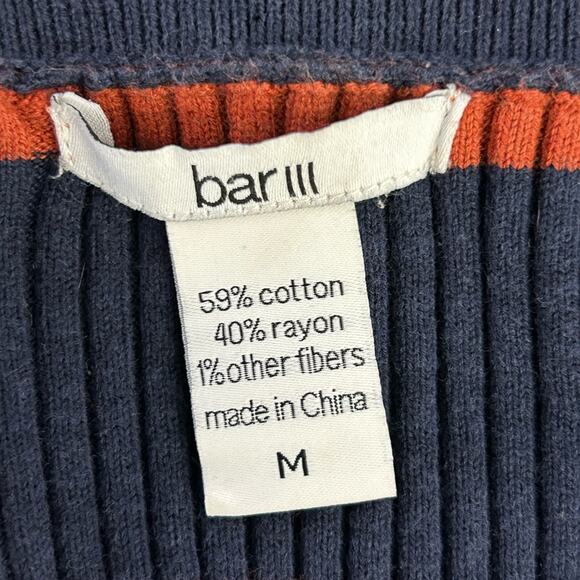 bar III
59% cotton
40% rayon
1% other fibers
made in China
M